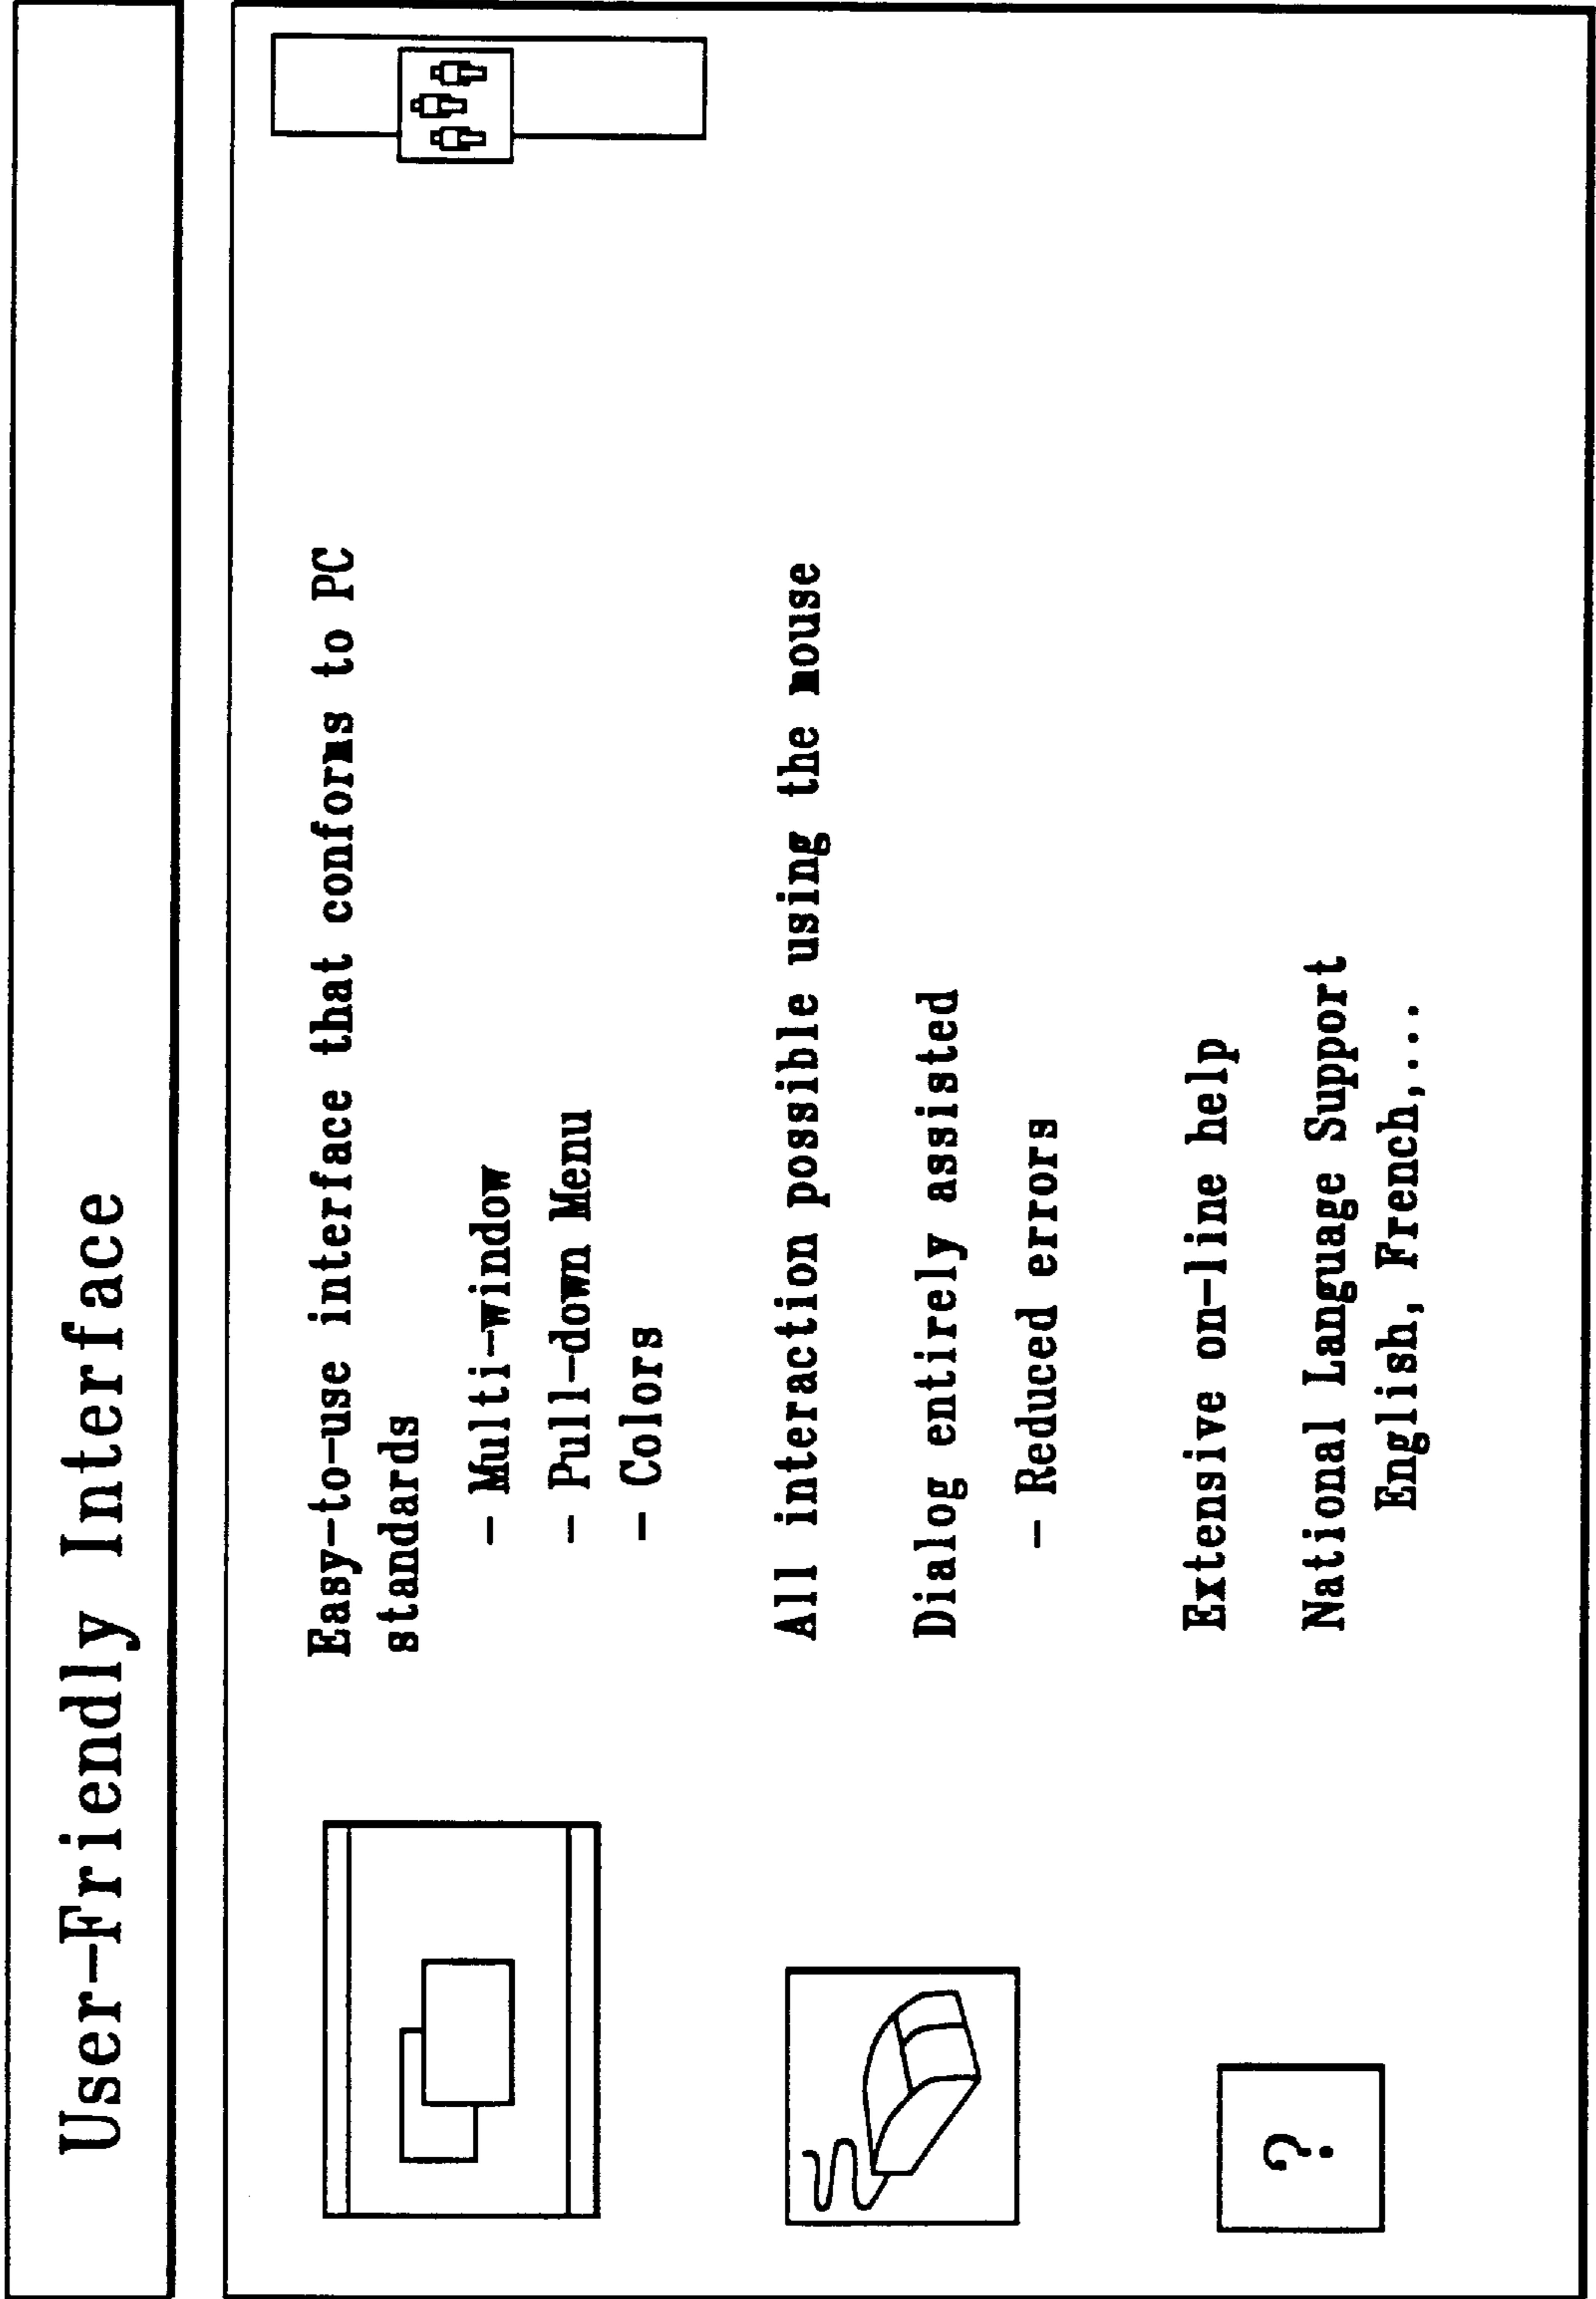 User-Friendly Interface
Easy-to-use interface that conforms to PC
standards
- Multi-window
- Pull-down Menu
- Colors
All interaction possible using the mouse
Dialog entirely assisted
- Reduced errors
Extensive on-line help
National Language Support
English, French,...
?